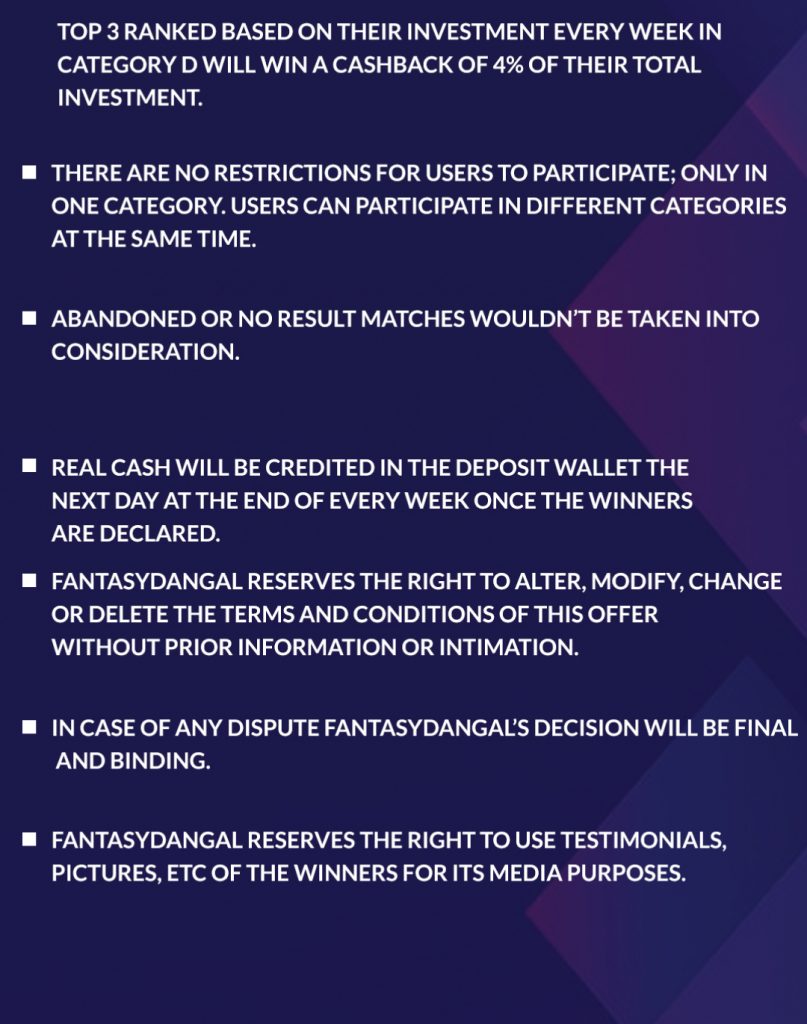 TOP 3 RANKED BASED ON THEIR INVESTMENT EVERY WEEK IN
CATEGORY D WILL WIN A CASHBACK OF 4% OF THEIR TOTAL
INVESTMENT.
■ THERE ARE NO RESTRICTIONS FOR USERS TO PARTICIPATE; ONLY IN
ONE CATEGORY. USERS CAN PARTICIPATE IN DIFFERENT CATEGORIES
AT THE SAME TIME.
■ ABANDONED OR NO RESULT MATCHES WOULDN'T BE TAKEN INTO
CONSIDERATION.
■ REAL CASH WILL BE CREDITED IN THE DEPOSIT WALLET THE
NEXT DAY AT THE END OF EVERY WEEK ONCE THE WINNERS
ARE DECLARED.
■ FANTASYDANGAL RESERVES THE RIGHT TO ALTER, MODIFY, CHANGE
OR DELETE THE TERMS AND CONDITIONS OF THIS OFFER
WITHOUT PRIOR INFORMATION OR INTIMATION.
■ IN CASE OF ANY DISPUTE FANTASYDANGAL'S DECISION WILL BE FINAL
AND BINDING.
■ FANTASYDANGAL RESERVES THE RIGHT TO USE TESTIMONIALS,
PICTURES, ETC OF THE WINNERS FOR ITS MEDIA PURPOSES.